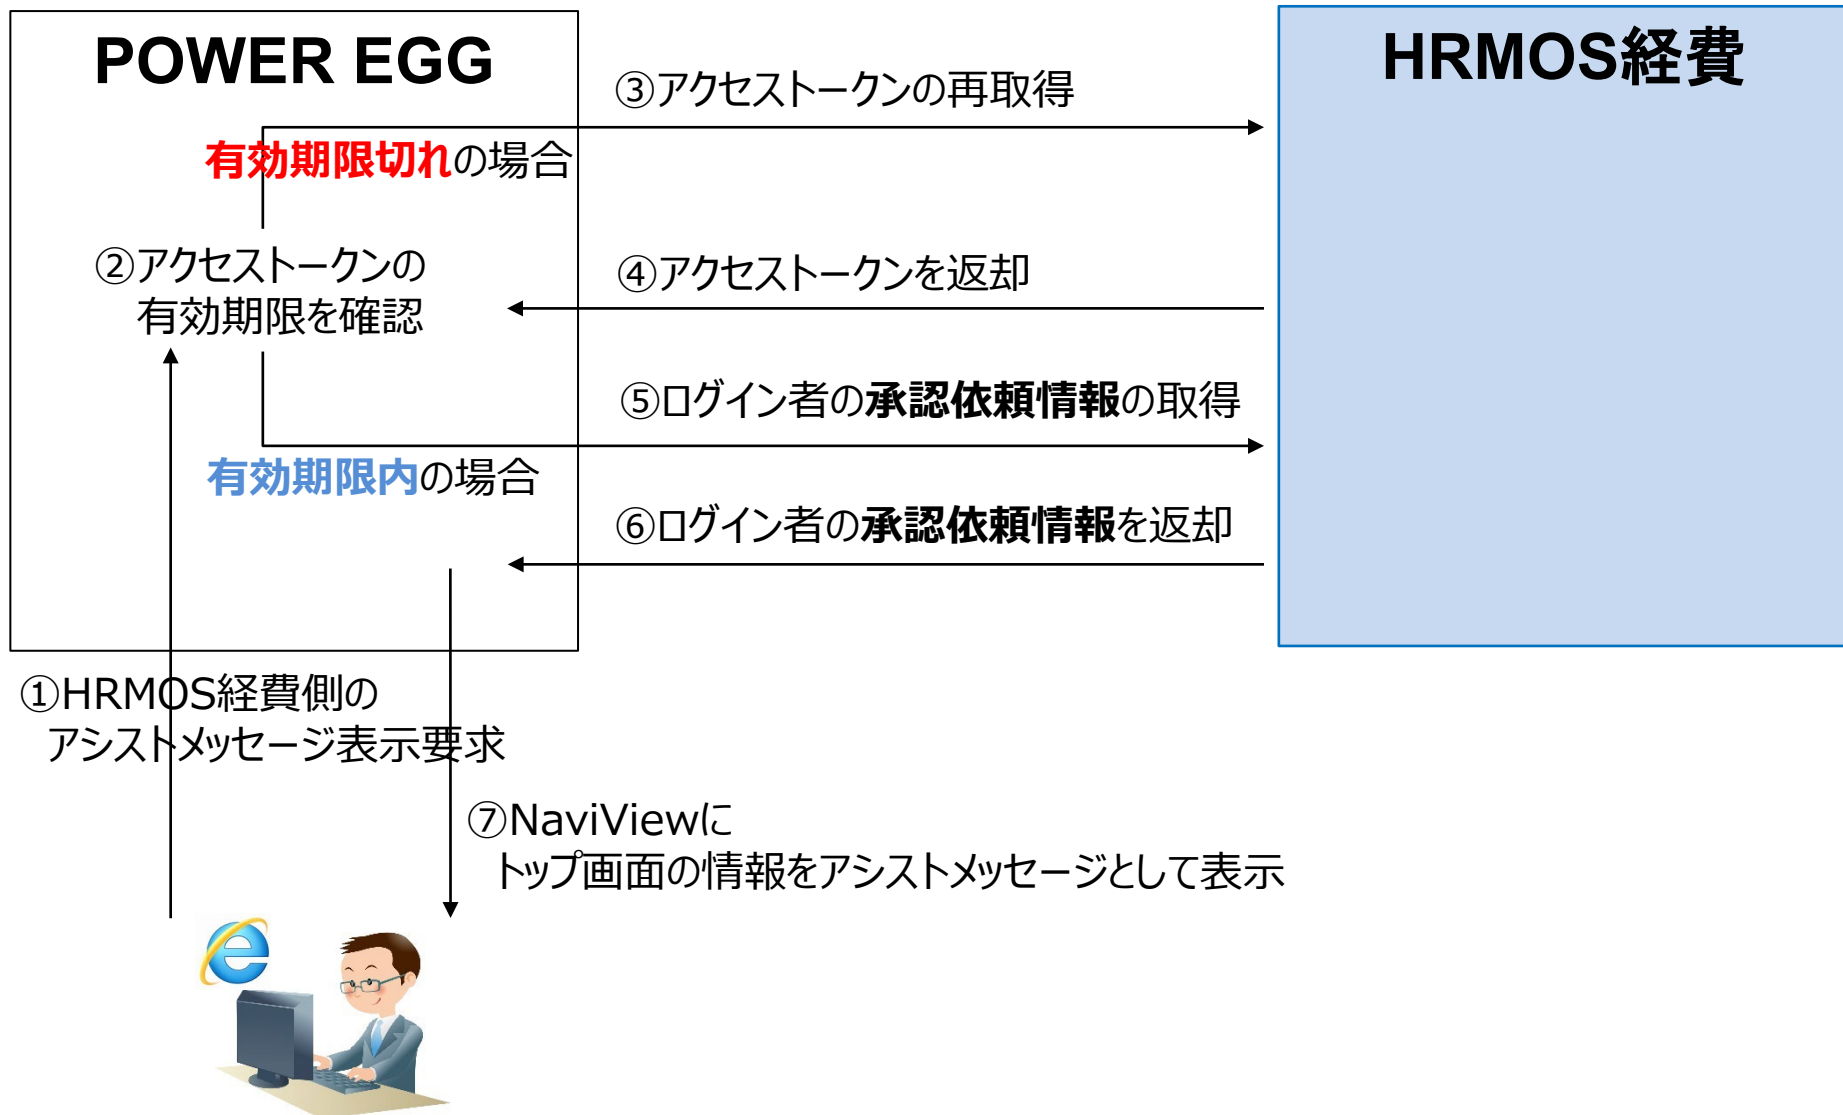 POWER EGG
HRMOS経費
③アクセストークンの再取得
有効期限切れの場合
②アクセストークンの
有効期限を確認
④アクセストークンを返却
⑤ログイン者の承認依頼情報の取得
有効期限内の場合
⑥ログイン者の承認依頼情報を返却
①HRMOS経費側の
アシストメッセージ表示要求
⑦NaviViewに
トップ画面の情報をアシストメッセージとして表示